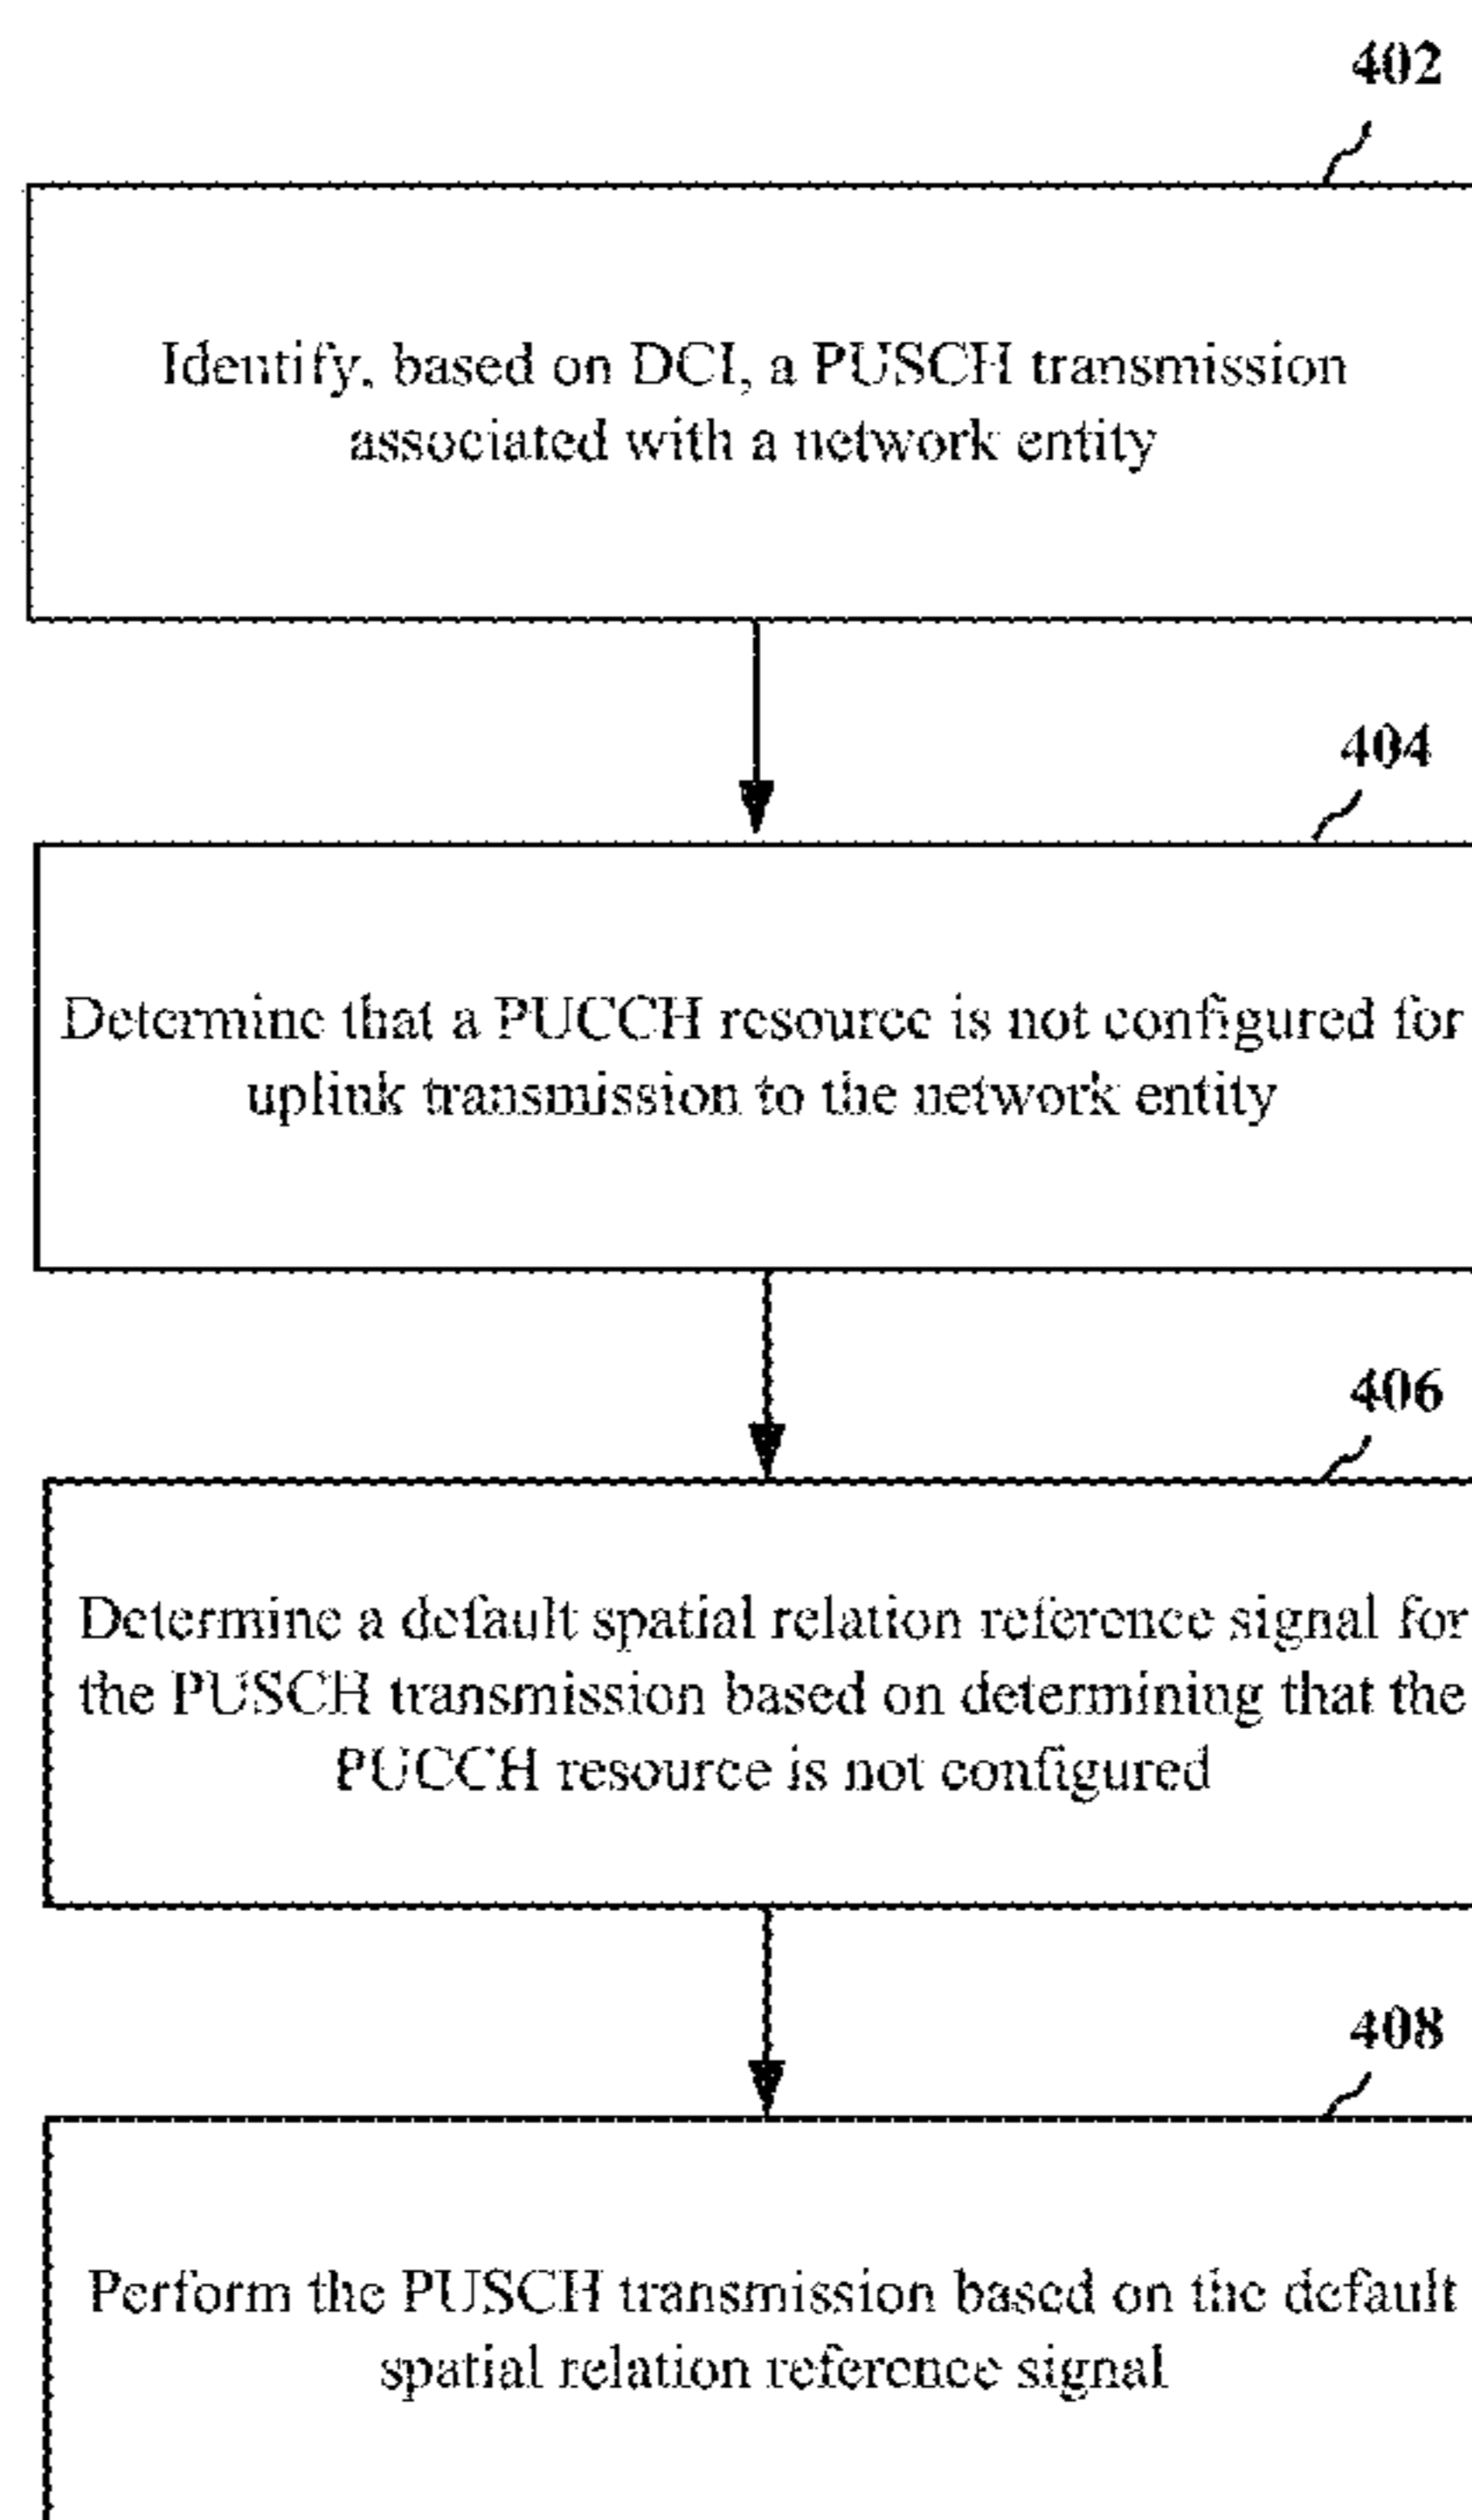 402
Identify, based on DCI, a PUSCH transmission
associated with a network entity
404
Determine that a PUCCH resource is not configured for
uplink transmission to the network entity
406
Determine a default spatial relation reference signal for
the PUSCH transmission based on determining that the
PUCCH resource is not configured
408
Perform the PUSCH transmission based on the default
spatial relation reference signal